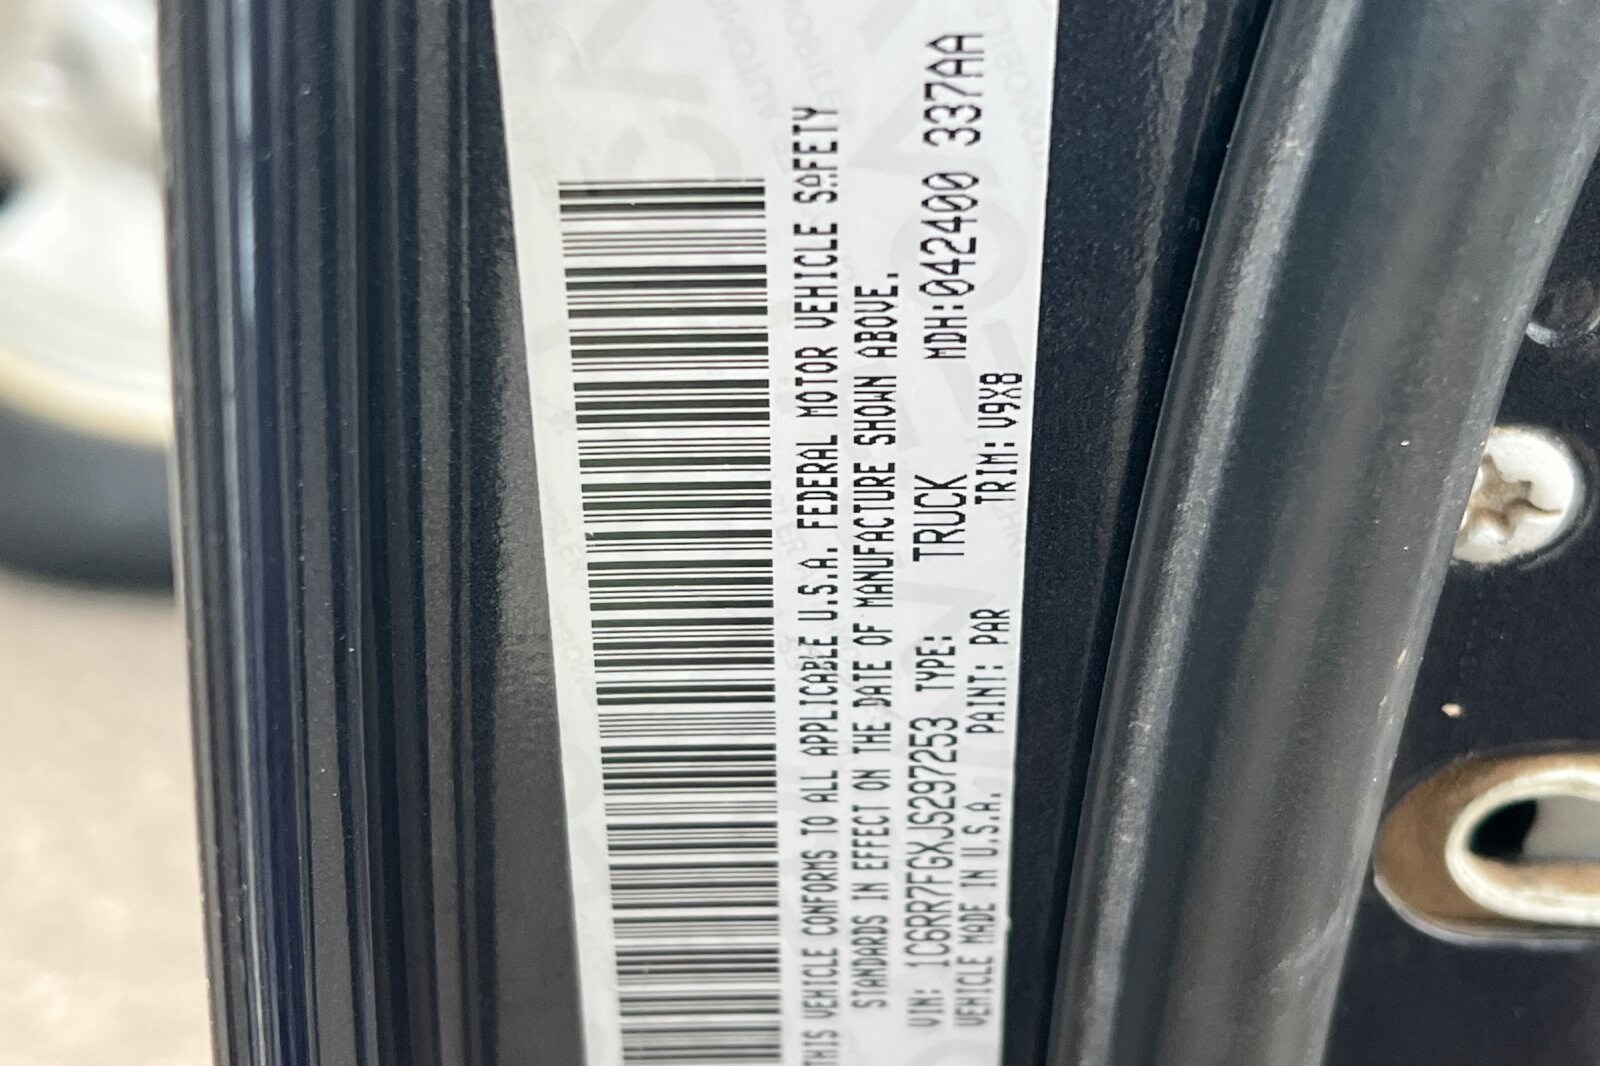 THIS VEHICLE CONFORMS TO ALL APPLICABLE U.S.A. FEDERAL MOTOR VEHICLE SAFETY
STANDARDS IN EFFECT ON THE DATE OF MANUFACTURE SHOWN ABOVE.
VIN: 1C6RR7FGXJS297253 TYPE: TRUCK MDH:042400 337AA
VEHICLE MADE IN U.S.A. PAINT: PAR TRIM: V9X8